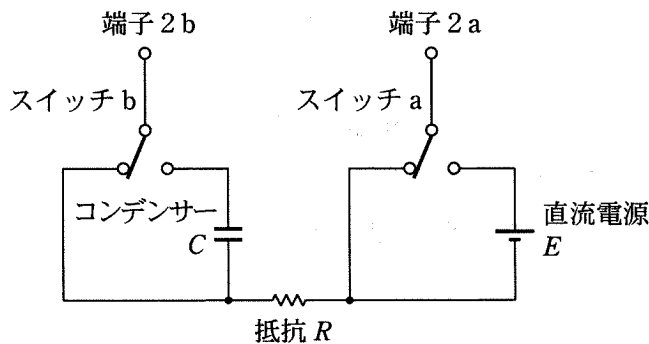 端子2b
端子2a
スイッチb
スイッチa
コンデンサー
C
直流電源
E
抵抗R